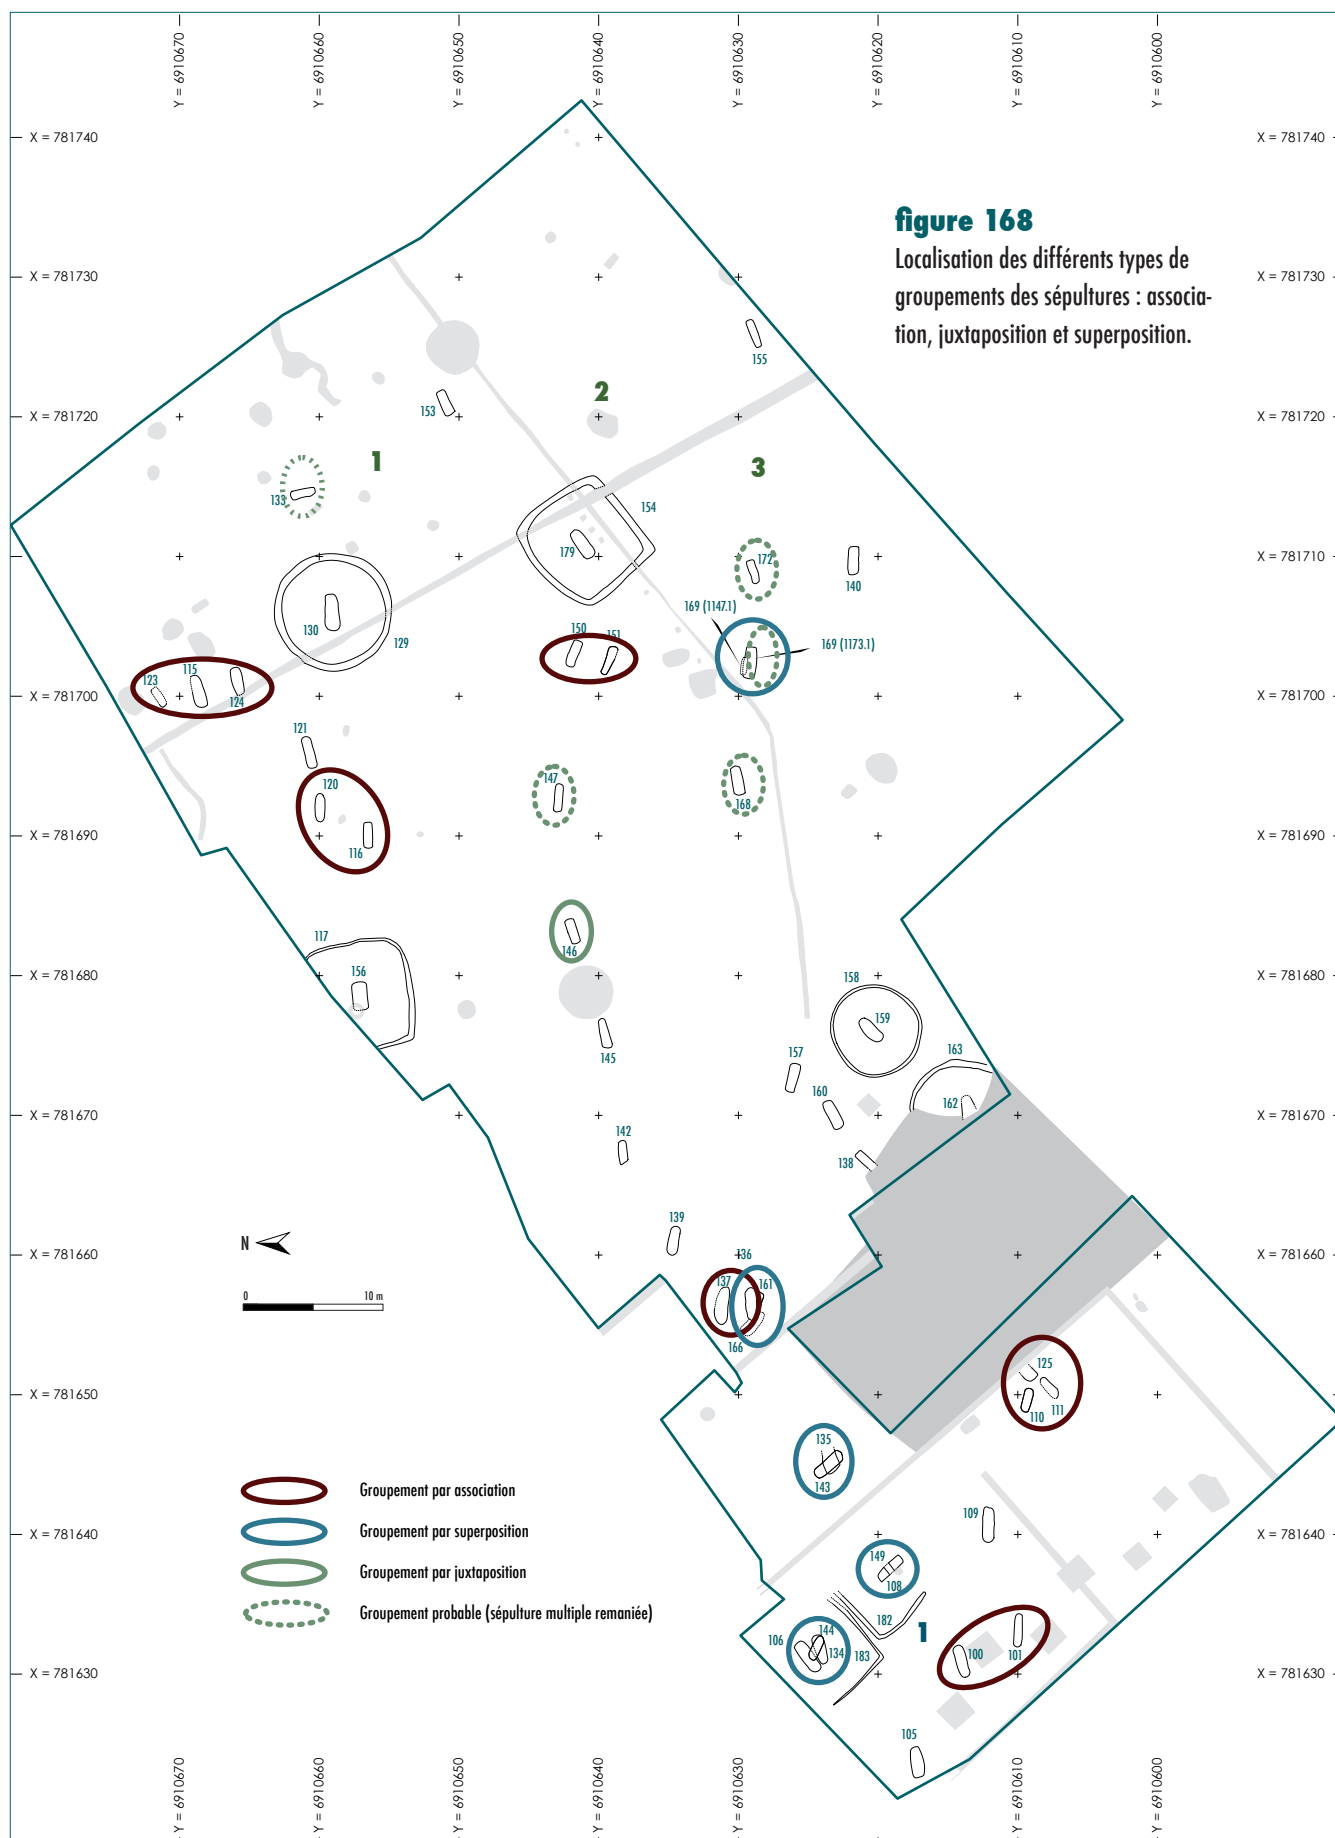 Y = 6910670
Y = 6910660
Y = 6910650
Y = 6910640
Y = 6910630
Y = 6910620
Y = 6910610
Y = 6910600
X = 781740
X = 781740
figure 168
Localisation des différents types de
groupements des sépultures : associa-
tion, juxtaposition et superposition.
X = 781730
X = 781730
155
153
2
X = 781720
X = 781720
1
3
133
154
179
X = 781710
X = 781710
172
140
169 (1147.1)
130
129
150
151
169 (1173.1)
123
115
124
X = 781700
X = 781700
121
120
147
168
116
X = 781690
X = 781690
117
146
156
X = 781680
X = 781680
158
159
145
157
163
160
162
X = 781670
X = 781670
142
138
139
N
136
X = 781660
X = 781660
137
161
0
10 m
166
125
X = 781650
X = 781650
110
111
135
143
Groupement par association
109
Groupement par superposition
X = 781640
X = 781640
149
108
Groupement par juxtaposition
Groupement probable (sépulture multiple remaniée)
182
1
106
144
134
183
100
101
X = 781630
X = 781630
105
Y = 6910670
Y = 6910660
Y = 6910650
Y = 6910640
Y = 6910630
Y = 6910620
Y = 6910610
Y = 6910600